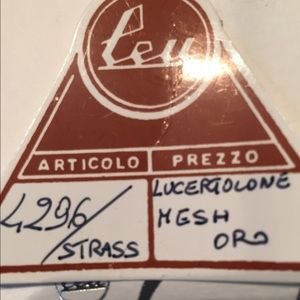 Leu
ARTICOLO PREZZO
4296/ LUCERTOLONE
STRASS MESH
ORO